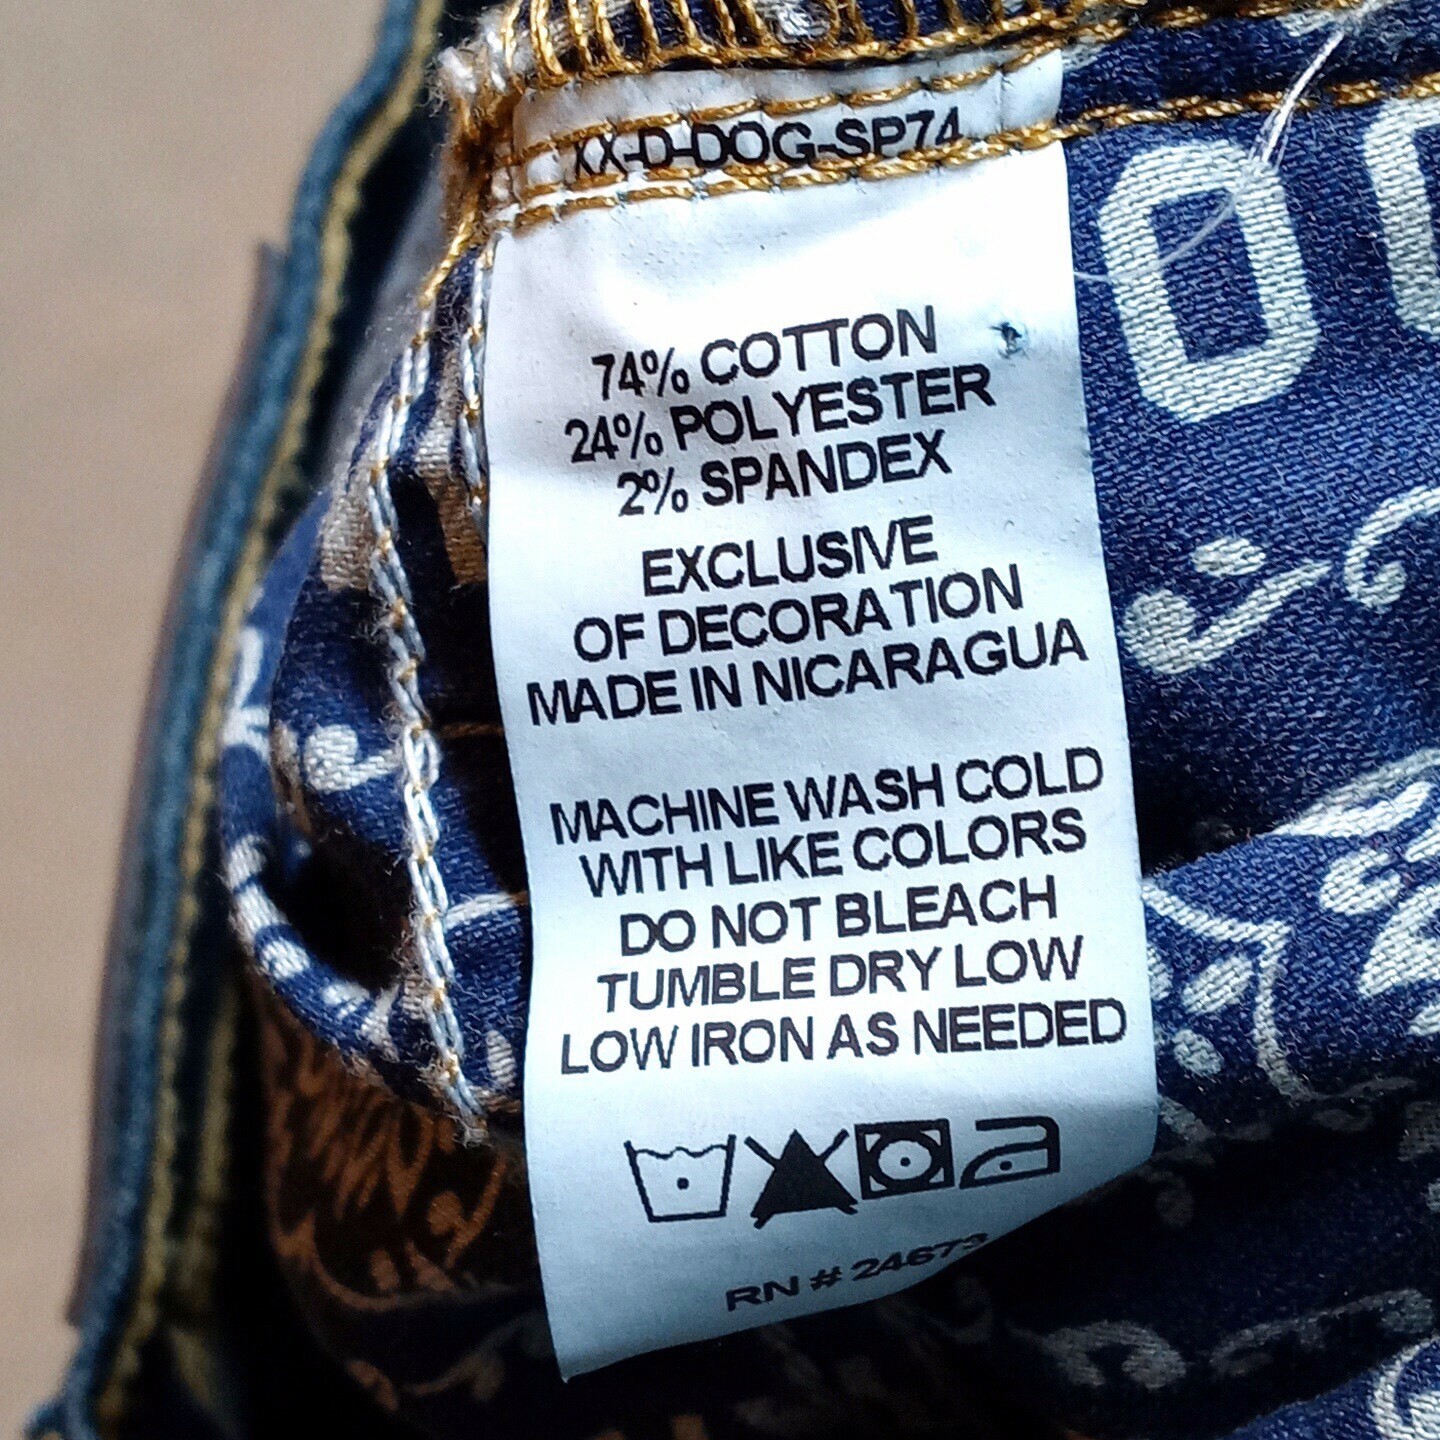 XX-D-DOG-SP74
74% COTTON
24% POLYESTER
2% SPANDEX
EXCLUSIVE
OF DECORATION
MADE IN NICARAGUA
MACHINE WASH COLD
WITH LIKE COLORS
DO NOT BLEACH
TUMBLE DRY LOW
LOW IRON AS NEEDED
RN # 24673